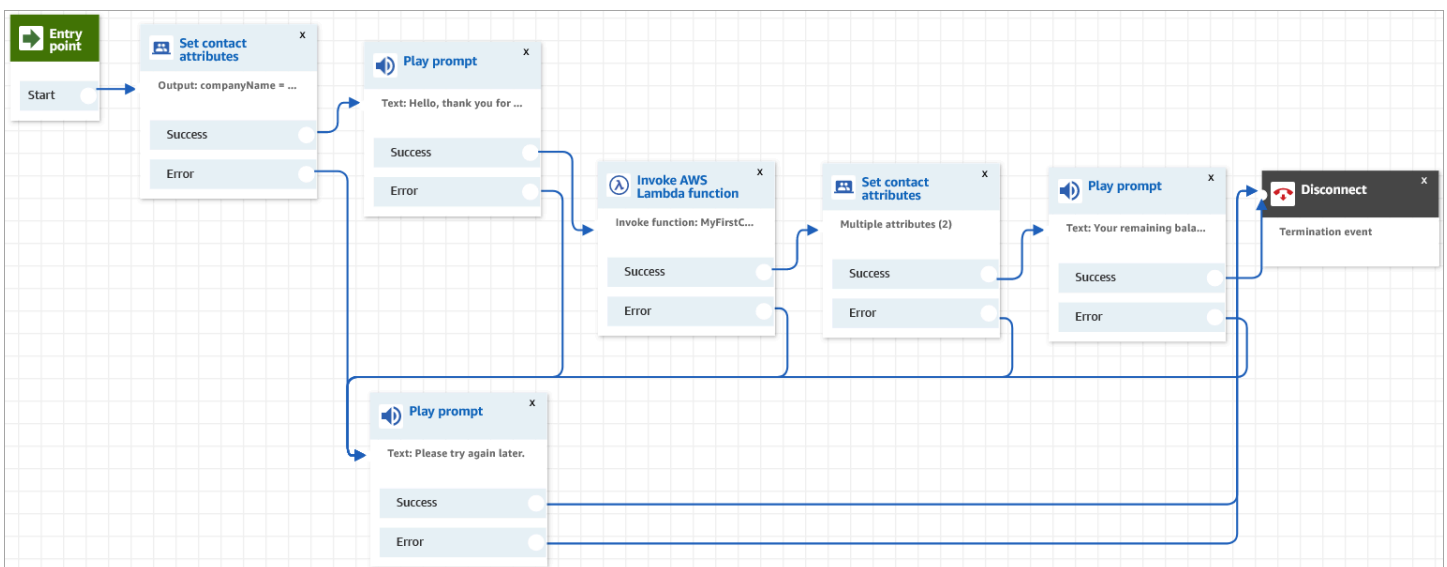 Entry
point
Start
x
Set contact
attributes
Output: companyName = ...
Success
Error
x
Play prompt
Text: Hello, thank you for ...
Success
Error
x
Invoke AWS
Lambda function
Invoke function: MyFirstC...
Success
Error
x
Set contact
attributes
Multiple attributes (2)
Success
Error
x
Play prompt
Text: Your remaining bala...
Success
Error
x
Disconnect
Termination event
x
Play prompt
Text: Please try again later.
Success
Error